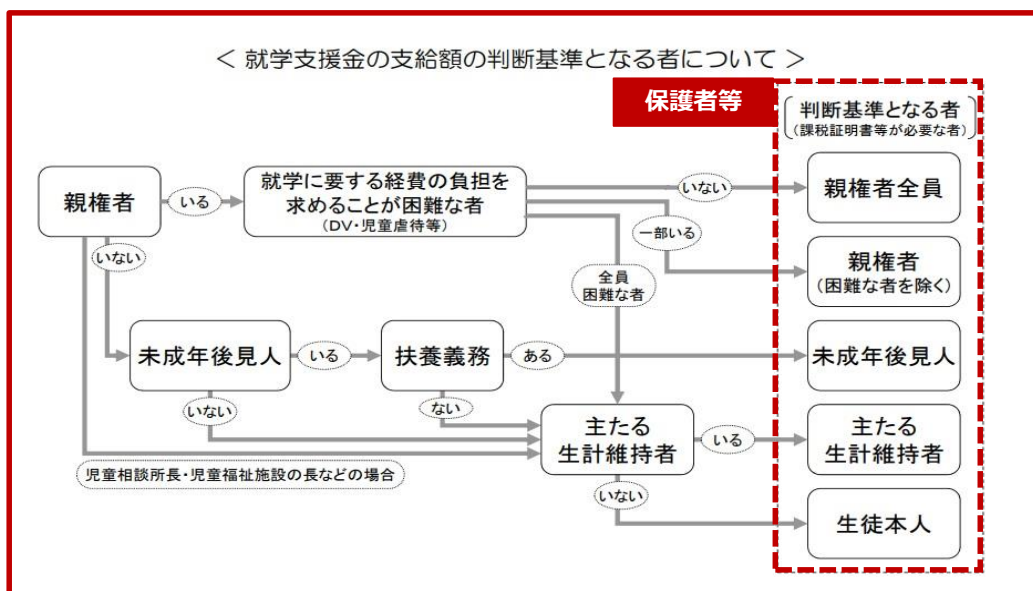 ＜ 就学支援金の支給額の判断基準となる者について ＞
保護者等
判断基準となる者
(課税証明書等が必要な者)
親権者
いる
就学に要する経費の負担を
求めることが困難な者
(DV・児童虐待等)
いない
親権者全員
一部いる
親権者
(困難な者を除く)
いない
全員
困難な者
未成年後見人
いる
扶養義務
ある
未成年後見人
いない
ない
主たる
生計維持者
いる
主たる
生計維持者
児童相談所長・児童福祉施設の長などの場合
いない
生徒本人